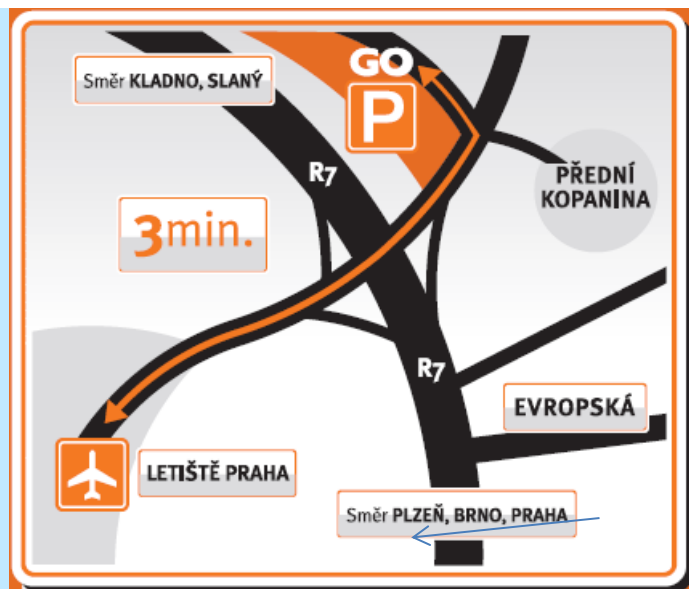 Směr KLADNO, SLANÝ
GO
P
R7
PŘEDNÍ
KOPANINA
3min.
R7
EVROPSKÁ
LETIŠTĚ PRAHA
Směr PLZEŇ, BRNO, PRAHA